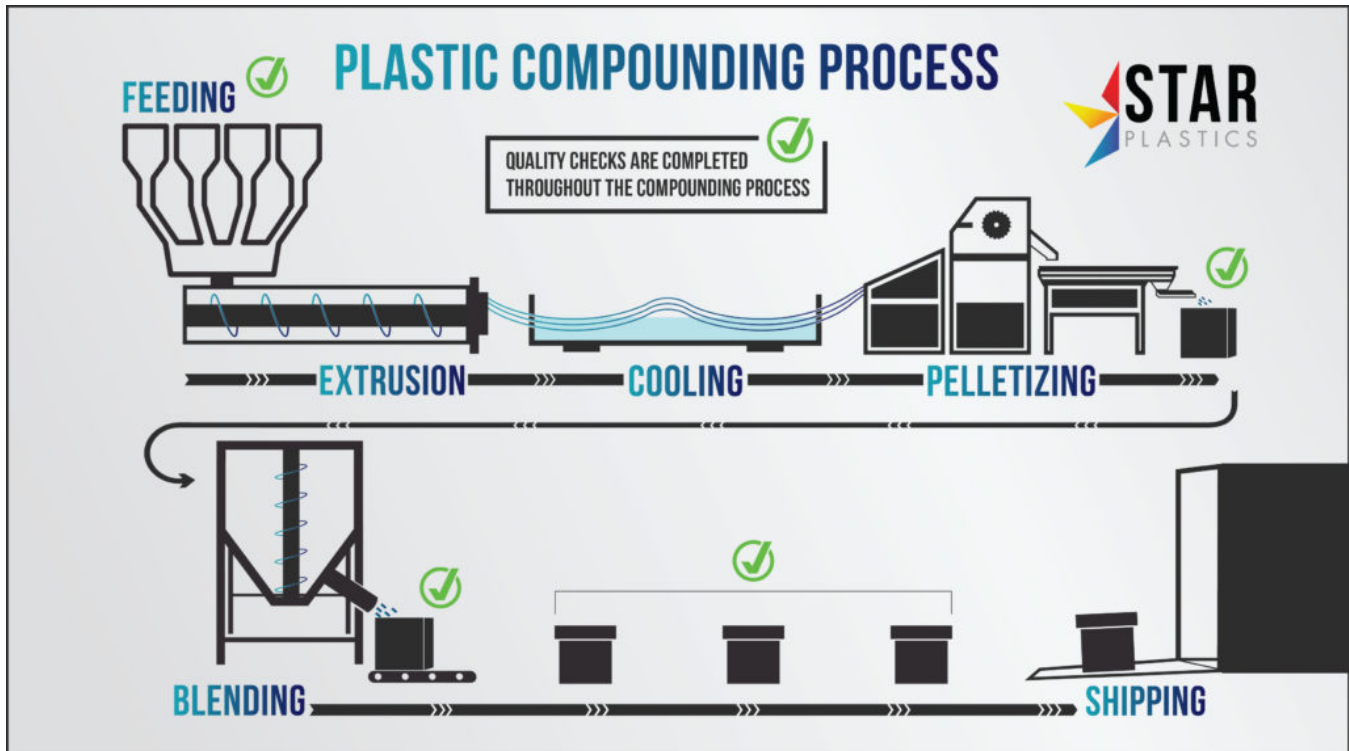 PLASTIC COMPOUNDING PROCESS
FEEDING
STAR
PLASTICS
QUALITY CHECKS ARE COMPLETED
THROUGHOUT THE COMPOUNDING PROCESS
EXTRUSION
COOLING
PELLETIZING
BLENDING
SHIPPING